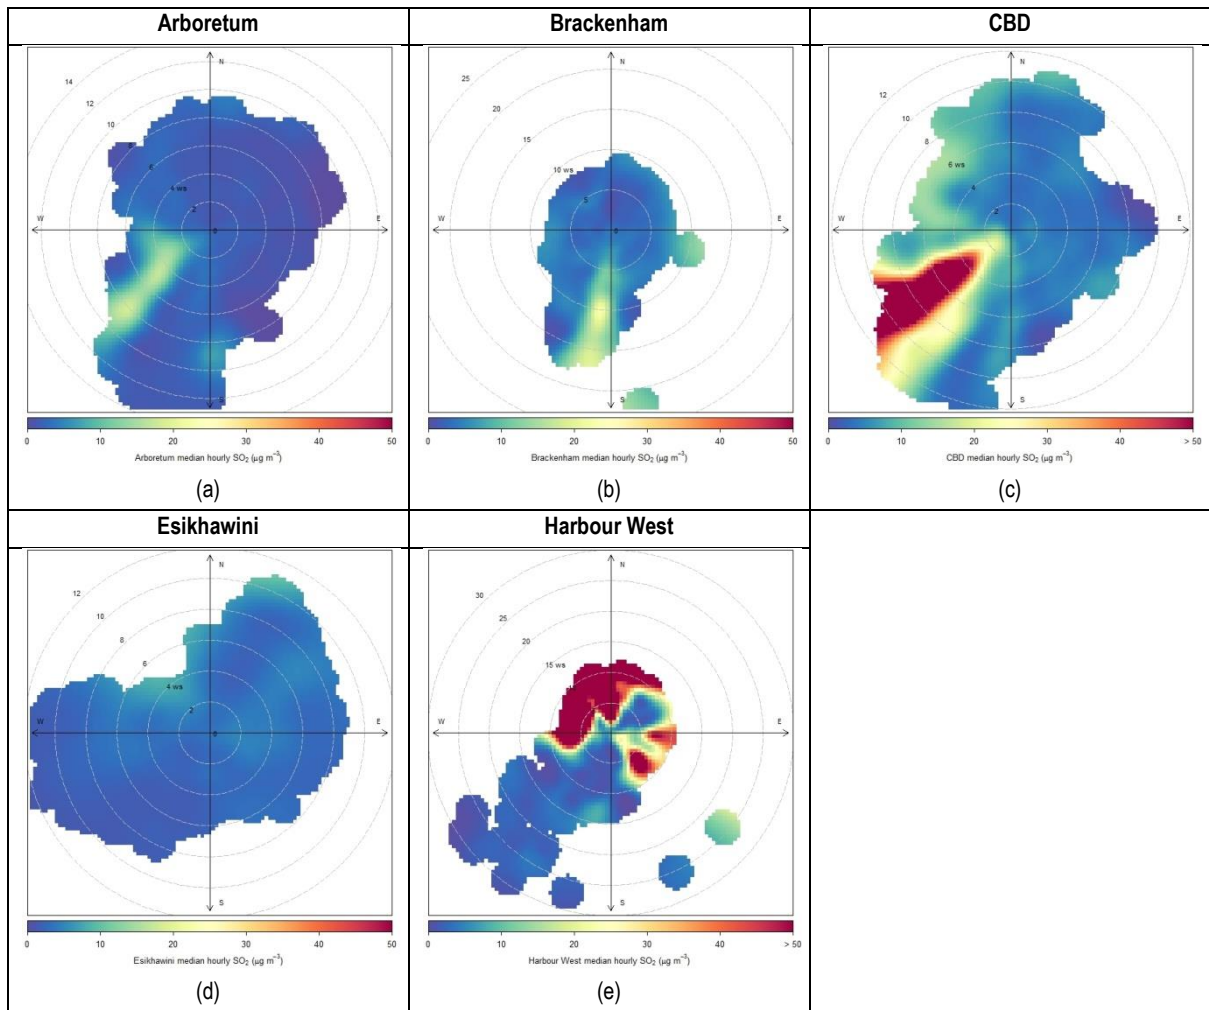 Arboretum
Brackenham
CBD
14
12
10
8
6
4 ws
2
0
N
W
E
S
0
10
20
30
40
50
Arboretum median hourly SO₂ (µg m⁻³)
(a)
25
20
15
10 ws
5
0
N
W
E
S
0
10
20
30
40
50
Brackenham median hourly SO₂ (µg m⁻³)
(b)
12
10
8
6 ws
4
2
N
W
E
S
0
10
20
30
40
> 50
CBD median hourly SO₂ (µg m⁻³)
(c)
Esikhawini
Harbour West
12
10
8
6
4 ws
2
0
N
W
E
S
0
10
20
30
40
50
Esikhawini median hourly SO₂ (µg m⁻³)
(d)
30
25
20
15 ws
N
W
E
S
0
10
20
30
40
> 50
Harbour West median hourly SO₂ (µg m⁻³)
(e)